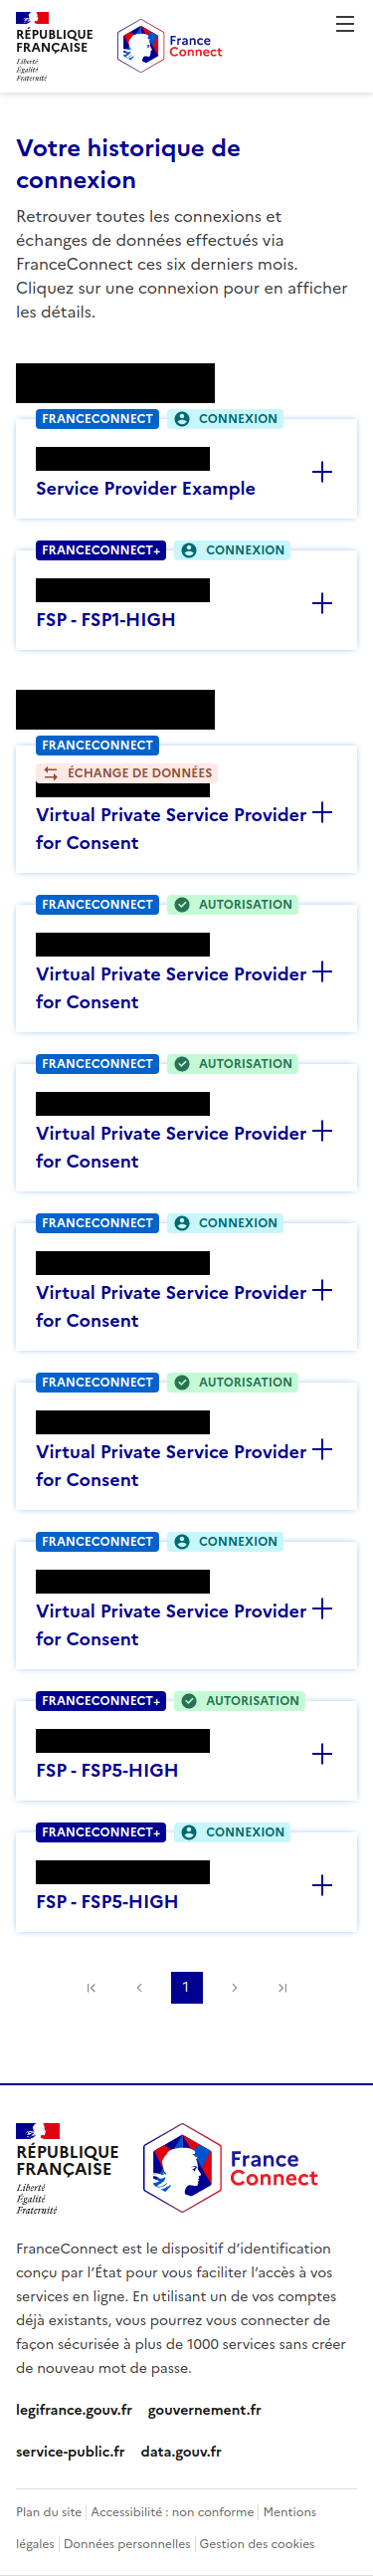 RÉPUBLIQUE
FRANÇAISE
Liberté
Égalité
Fraternité
France
Connect
Votre historique de
connexion
Retrouver toutes les connexions et
échanges de données effectués via
FranceConnect ces six derniers mois.
Cliquez sur une connexion pour en afficher
les détails.
FRANCECONNECT CONNEXION
Service Provider Example
FRANCECONNECT+ CONNEXION
FSP - FSP1-HIGH
FRANCECONNECT
ÉCHANGE DE DONNÉES
Virtual Private Service Provider
for Consent
FRANCECONNECT AUTORISATION
Virtual Private Service Provider
for Consent
FRANCECONNECT AUTORISATION
Virtual Private Service Provider
for Consent
FRANCECONNECT CONNEXION
Virtual Private Service Provider
for Consent
FRANCECONNECT AUTORISATION
Virtual Private Service Provider
for Consent
FRANCECONNECT CONNEXION
Virtual Private Service Provider
for Consent
FRANCECONNECT+ AUTORISATION
FSP - FSP5-HIGH
FRANCECONNECT+ CONNEXION
FSP - FSP5-HIGH
1
RÉPUBLIQUE
FRANÇAISE
Liberté
Égalité
Fraternité
France
Connect
FranceConnect est le dispositif d’identification
conçu par l’État pour vous faciliter l’accès à vos
services en ligne. En utilisant un de vos comptes
déjà existants, vous pourrez vous connecter de
façon sécurisée à plus de 1000 services sans créer
de nouveau mot de passe.
legifrance.gouv.fr gouvernement.fr
service-public.fr data.gouv.fr
Plan du site Accessibilité : non conforme Mentions
légales Données personnelles Gestion des cookies